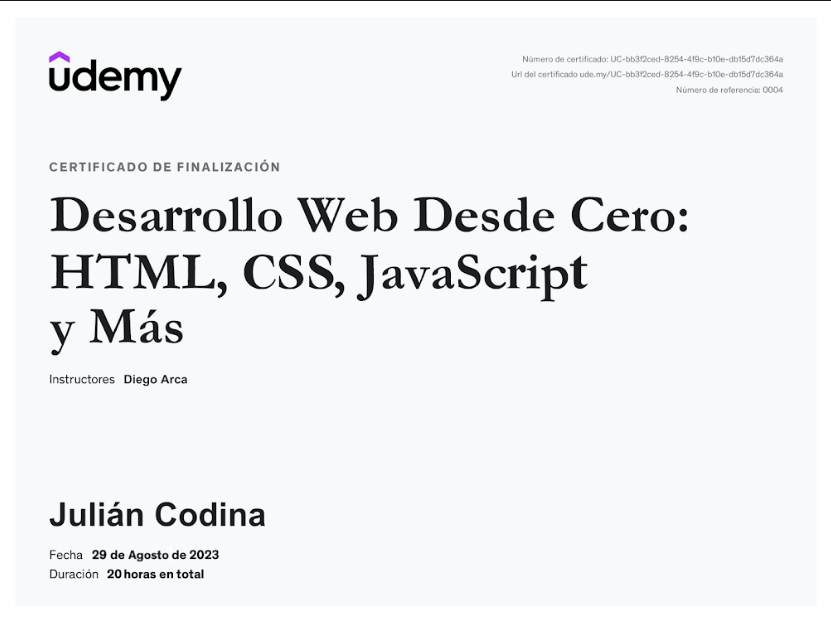 udemy
Número de certificado: UC-bb3f2ced-8254-4f9c-b10e-db15d7dc364a
Url del certificado ude.my/UC-bb3f2ced-8254-4f9c-b10e-db15d7dc364a
Número de referencia: 0004
CERTIFICADO DE FINALIZACIÓN
Desarrollo Web Desde Cero:
HTML, CSS, JavaScript
y Más
Instructores Diego Arca
Julián Codina
Fecha 29 de Agosto de 2023
Duración 20 horas en total